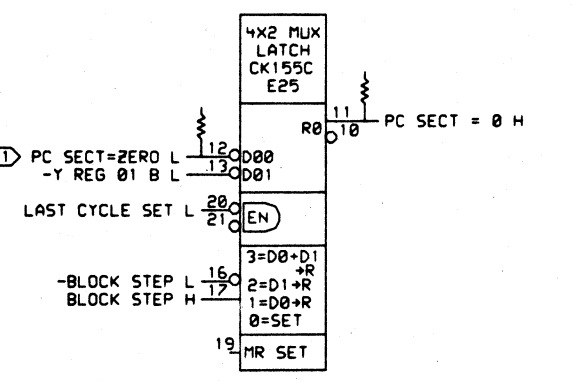 4X2 MUX
LATCH
CK155C
E25
11
R0 10 PC SECT = 0 H
1 PC SECT=ZERO L 12 D00
-Y REG 01 B L 13 D01
LAST CYCLE SET L 20
21 EN
3=D0+D1
→R
-BLOCK STEP L 16 2=D1→R
BLOCK STEP H 17 1=D0→R
0=SET
19 MR SET